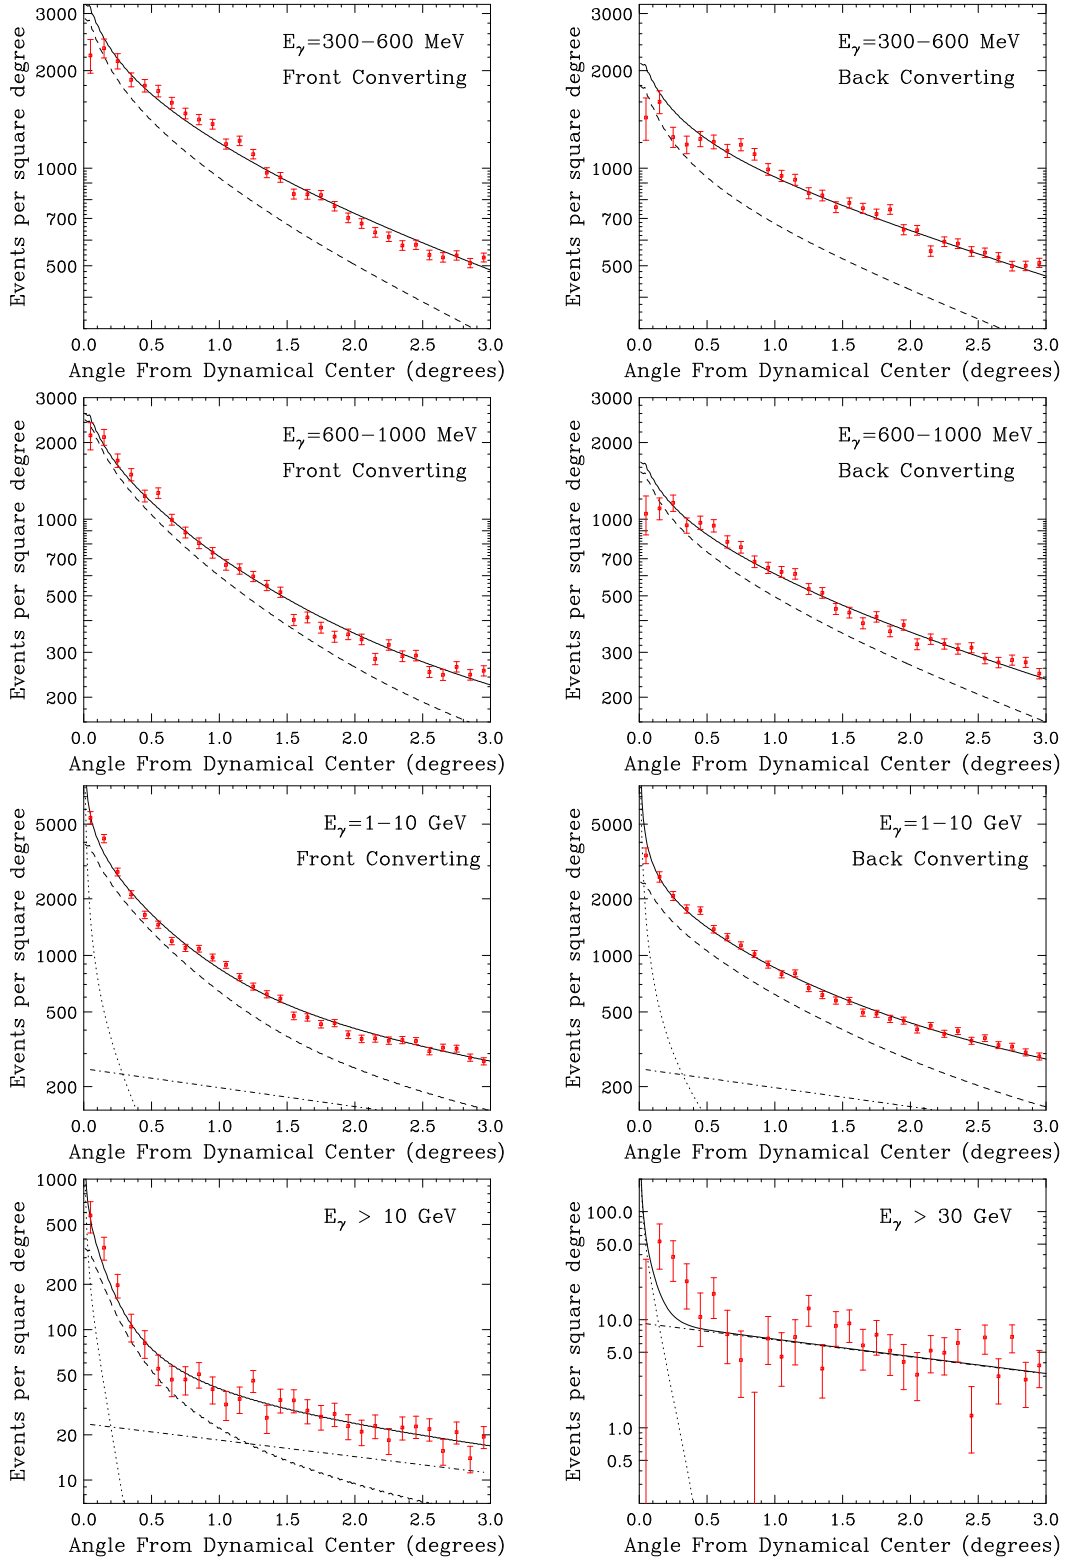 Events per square degree
3000
2000
1000
700
500
E_γ=300−600 MeV
Front Converting
0.0 0.5 1.0 1.5 2.0 2.5 3.0
Angle From Dynamical Center (degrees)
Events per square degree
3000
2000
1000
700
500
E_γ=300−600 MeV
Back Converting
0.0 0.5 1.0 1.5 2.0 2.5 3.0
Angle From Dynamical Center (degrees)
Events per square degree
3000
2000
1000
700
500
300
200
E_γ=600−1000 MeV
Front Converting
0.0 0.5 1.0 1.5 2.0 2.5 3.0
Angle From Dynamical Center (degrees)
Events per square degree
3000
2000
1000
700
500
300
200
E_γ=600−1000 MeV
Back Converting
0.0 0.5 1.0 1.5 2.0 2.5 3.0
Angle From Dynamical Center (degrees)
Events per square degree
5000
2000
1000
500
200
E_γ=1−10 GeV
Front Converting
0.0 0.5 1.0 1.5 2.0 2.5 3.0
Angle From Dynamical Center (degrees)
Events per square degree
5000
2000
1000
500
200
E_γ=1−10 GeV
Back Converting
0.0 0.5 1.0 1.5 2.0 2.5 3.0
Angle From Dynamical Center (degrees)
Events per square degree
1000
500
200
100
50
20
10
E_γ > 10 GeV
0.0 0.5 1.0 1.5 2.0 2.5 3.0
Angle From Dynamical Center (degrees)
Events per square degree
100.0
50.0
10.0
5.0
1.0
0.5
E_γ > 30 GeV
0.0 0.5 1.0 1.5 2.0 2.5 3.0
Angle From Dynamical Center (degrees)